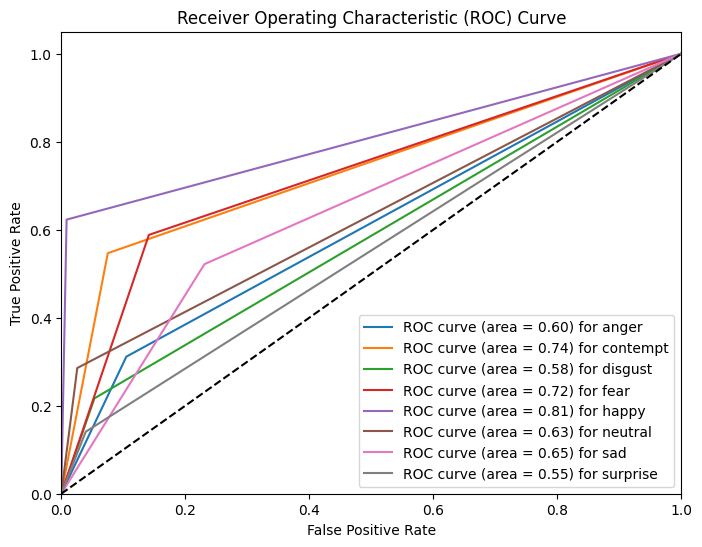 Receiver Operating Characteristic (ROC) Curve
1.0
0.8
0.6
0.4
0.2
0.0
True Positive Rate
ROC curve (area = 0.60) for anger
ROC curve (area = 0.74) for contempt
ROC curve (area = 0.58) for disgust
ROC curve (area = 0.72) for fear
ROC curve (area = 0.81) for happy
ROC curve (area = 0.63) for neutral
ROC curve (area = 0.65) for sad
ROC curve (area = 0.55) for surprise
0.0 0.2 0.4 0.6 0.8 1.0
False Positive Rate